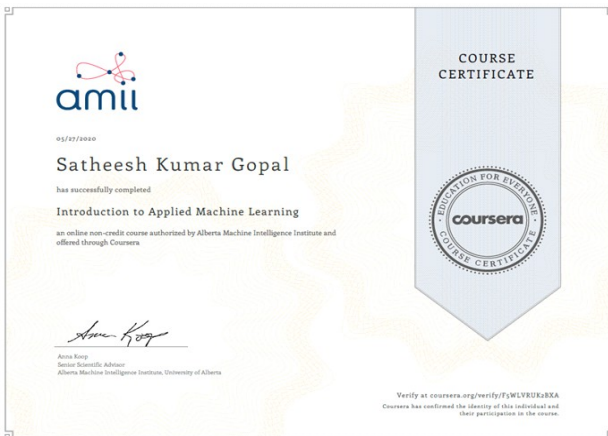 amii
05/27/2020
Satheesh Kumar Gopal
has successfully completed
Introduction to Applied Machine Learning
an online non-credit course authorized by Alberta Machine Intelligence Institute and
offered through Coursera
Anna Koop
Senior Scientific Advisor
Alberta Machine Intelligence Institute, University of Alberta
COURSE
CERTIFICATE
EDUCATION FOR EVERYONE
coursera
COURSE CERTIFICATE
Verify at coursera.org/verify/F5WLVRUK2BXA
Coursera has confirmed the identity of this individual and
their participation in the course.